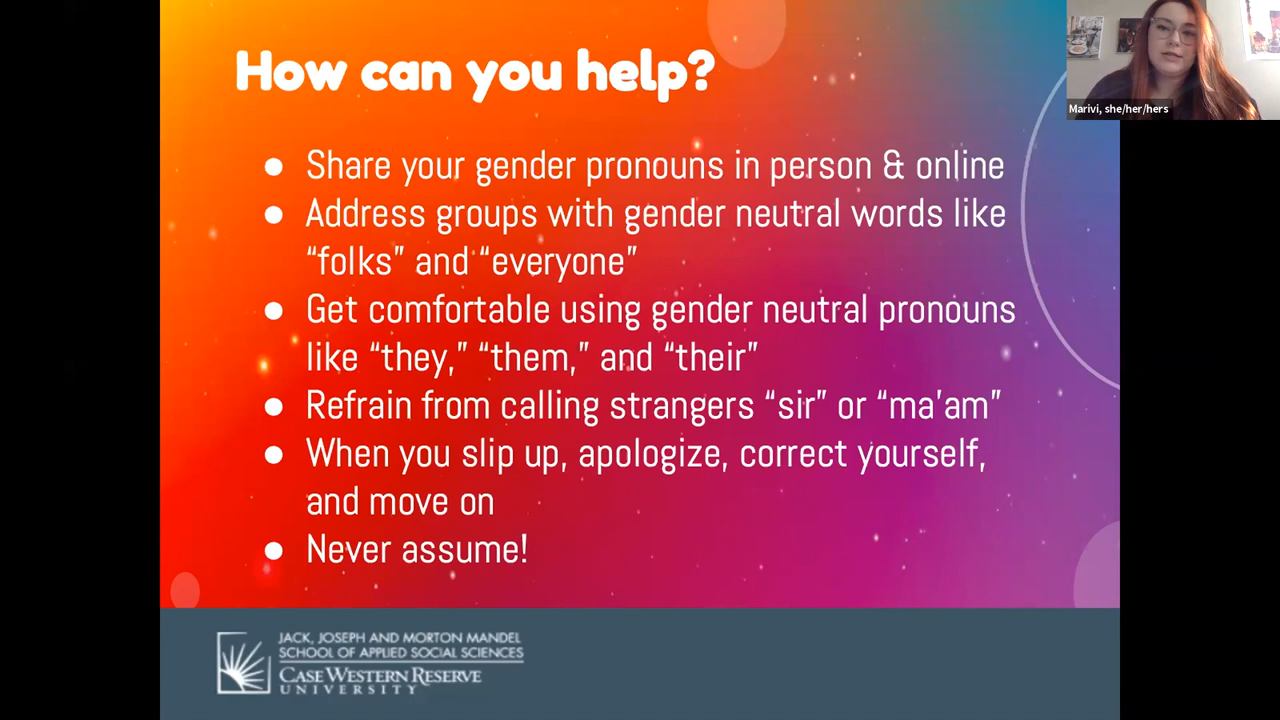 How can you help?
Marivi, she/her/hers
● Share your gender pronouns in person & online
● Address groups with gender neutral words like
“folks” and “everyone”
● Get comfortable using gender neutral pronouns
like “they,” “them,” and “their”
● Refrain from calling strangers “sir” or “ma’am”
● When you slip up, apologize, correct yourself,
and move on
● Never assume!
JACK, JOSEPH AND MORTON MANDEL
SCHOOL OF APPLIED SOCIAL SCIENCES
CASE WESTERN RESERVE
UNIVERSITY